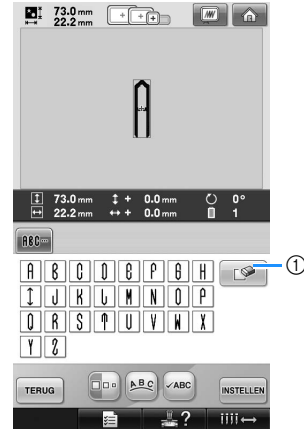 73.0 mm
22.2 mm
73.0 mm + 0.0 mm 0°
22.2 mm + 0.0 mm 1
ABC
A B C D E F G H
I J K L M N O P
Q R S T U V W X
Y Z
①
TERUG ABC ✓ABC INSTELLEN
?